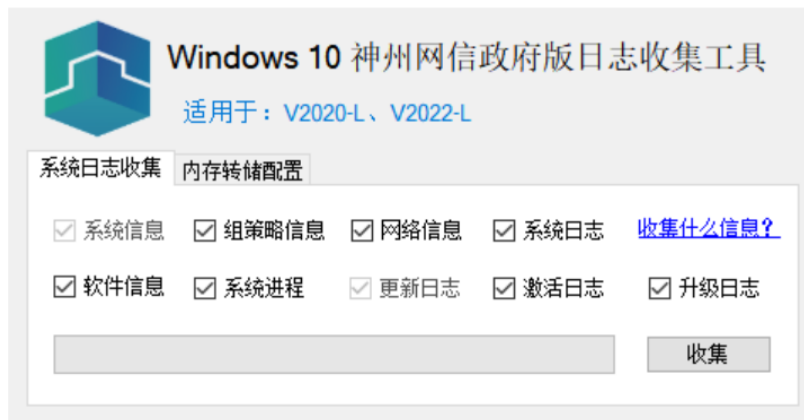 Windows 10 神州网信政府版日志收集工具
适用于：V2020-L、V2022-L
系统日志收集 内存转储配置
系统信息 组策略信息 网络信息 系统日志 收集什么信息？
软件信息 系统进程 更新日志 激活日志 升级日志
收集